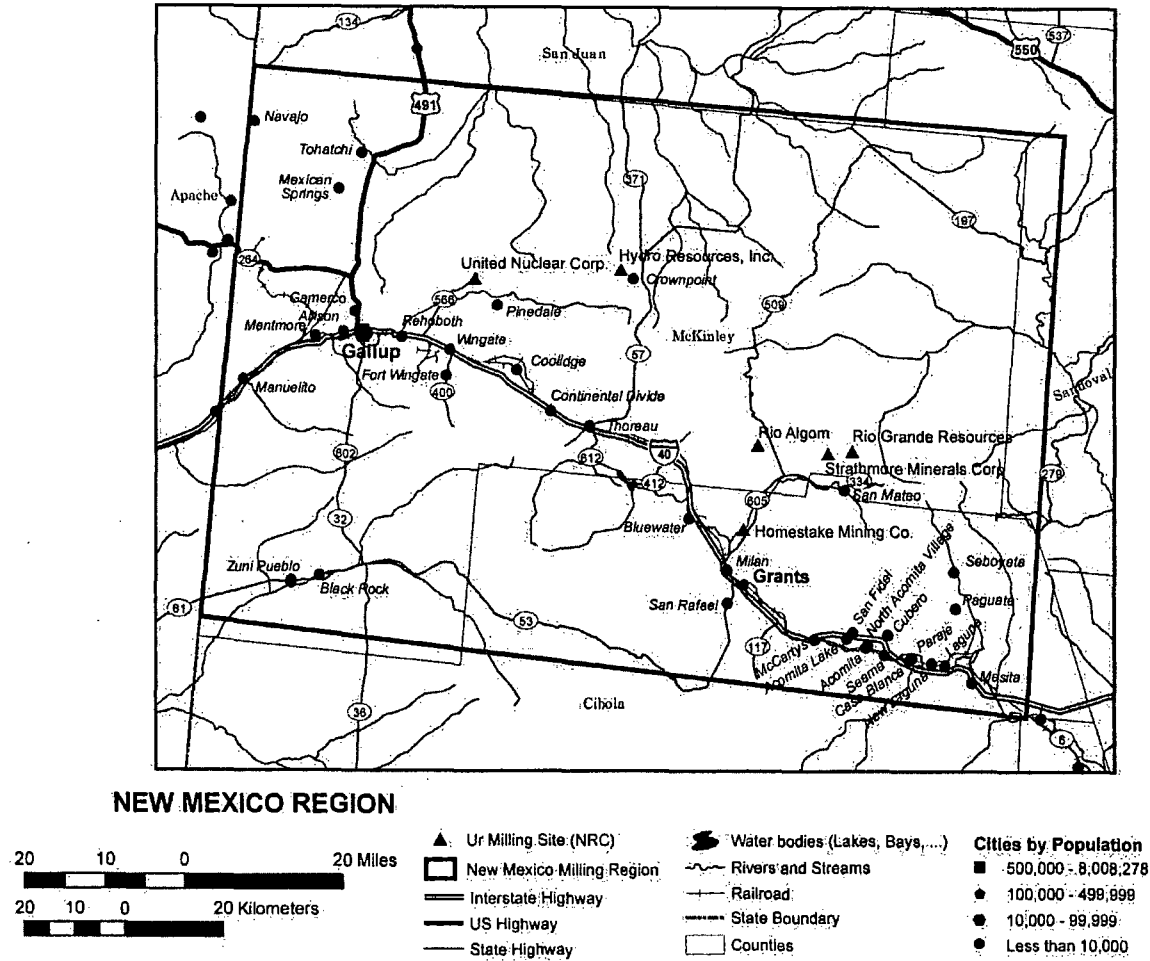 134
San Juan
550
537
491
Navajo
Tohatchi
Mexican
Springs
371
Apache
197
264
United Nuclear Corp.
Hydro Resources, Inc.
Crownpoint
Gamerco
566
Pinedale
509
Allison
Mentmore
Rehoboth
McKinley
Gallup
Wingate
57
Coolidge
Fort Wingate
400
Manuelito
Sandoval
Continental Divide
Thoreau
Rio Algom
Rio Grande Resources
602
40
612
Strathmore Minerals Corp
279
412
334
605
San Mateo
32
Bluewater
Homestake Mining Co.
Zuni Pueblo
Milan
Seboyeta
Black Rock
Grants
San Rafael
San Fidel
North Acomita Village
Cubero
Paguate
61
53
117
McCartys
Acomita Lake
Acomita
Seama
Casa Blanca
New Laguna
Paraje
Laguna
Mesita
Cibola
36
6
NEW MEXICO REGION
20 10 0 20 Miles
20 10 0 20 Kilometers
Ur Milling Site (NRC)
New Mexico Milling Region
Interstate Highway
US Highway
State Highway
Water bodies (Lakes, Bays, ...)
Rivers and Streams
Railroad
State Boundary
Counties
Cities by Population
500,000 - 8,008,278
100,000 - 499,999
10,000 - 99,999
Less than 10,000